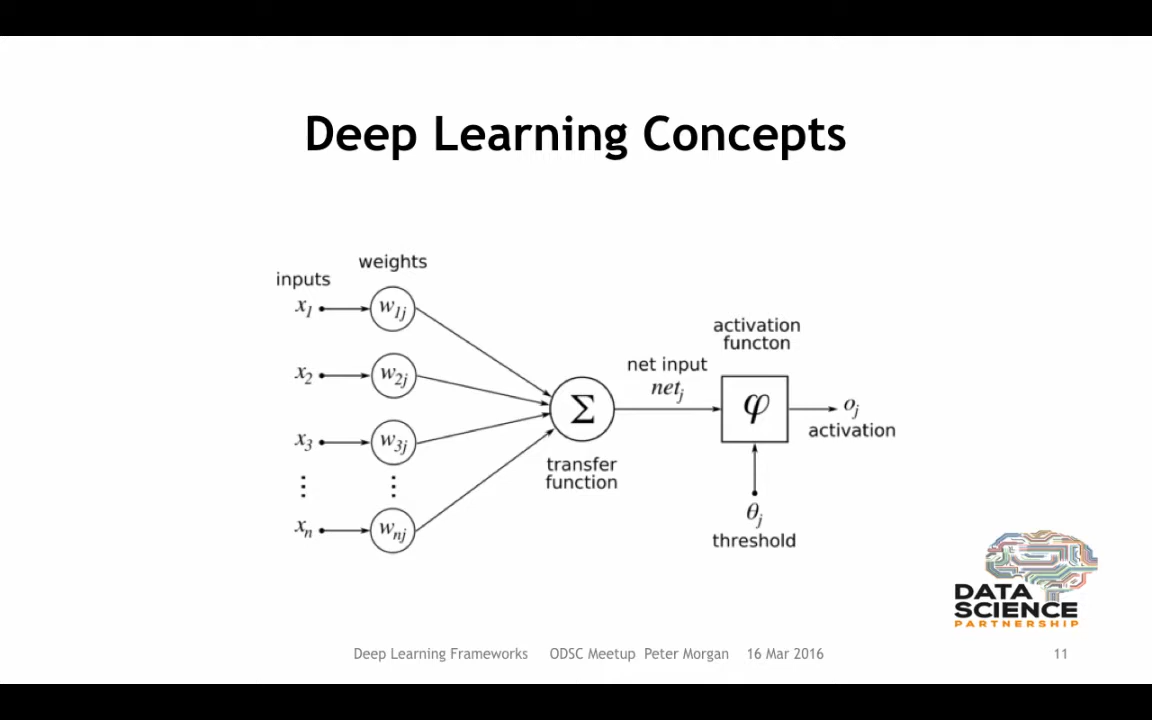 Deep Learning Concepts
weights
inputs
x1
w1j
x2
w2j
x3
w3j
⋮
⋮
xn
wnj
Σ
transfer
function
net input
netj
activation
functon
φ
oj
activation
θj
threshold
DATA
SCIENCE
PARTNERSHIP
Deep Learning Frameworks ODSC Meetup Peter Morgan 16 Mar 2016
11